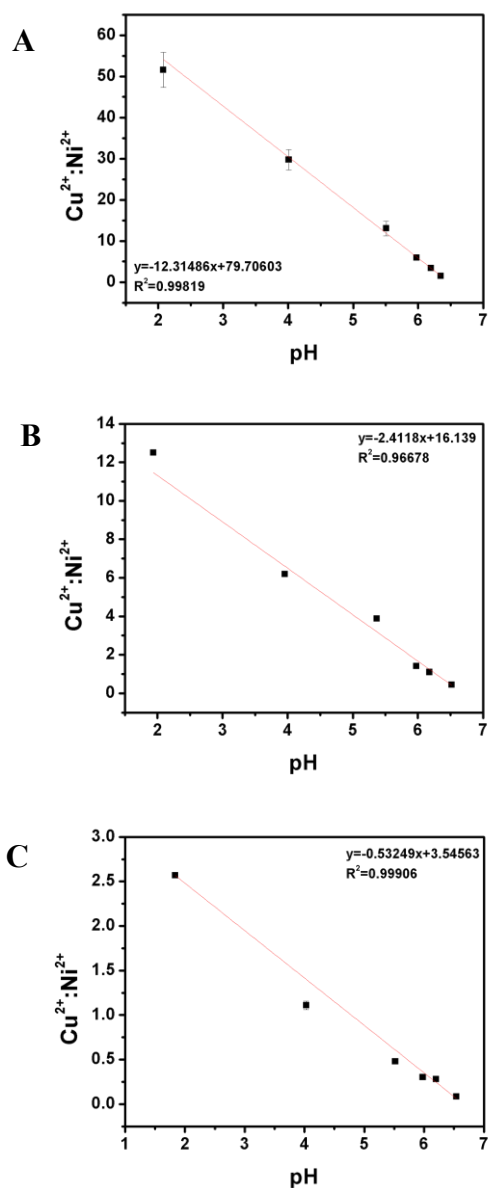 A
Cu²⁺:Ni²⁺
60
50
40
30
20
10
0
y=-12.31486x+79.70603
R²=0.99819
2 3 4 5 6 7
pH
B
Cu²⁺:Ni²⁺
14
12
10
8
6
4
2
0
y=-2.4118x+16.139
R²=0.96678
2 3 4 5 6 7
pH
C
Cu²⁺:Ni²⁺
3.0
2.5
2.0
1.5
1.0
0.5
0.0
y=-0.53249x+3.54563
R²=0.99906
1 2 3 4 5 6 7
pH